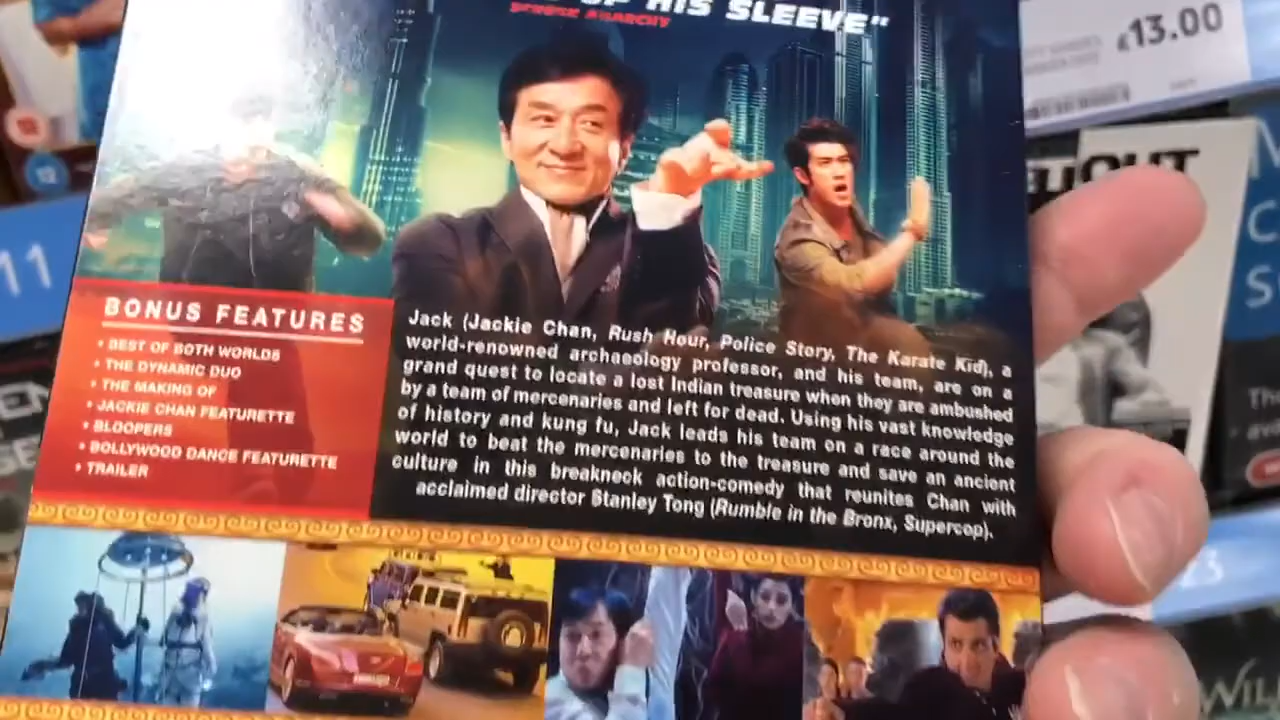 UP HIS SLEEVE"
£13.00
11
BONUS FEATURES
• BEST OF BOTH WORLDS
• THE DYNAMIC DUO
• THE MAKING OF
• JACKIE CHAN FEATURETTE
• BLOOPERS
• BOLLYWOOD DANCE FEATURETTE
• TRAILER
Jack (Jackie Chan, Rush Hour, Police Story, The Karate Kid), a
world-renowned archaeology professor, and his team, are on a
grand quest to locate a lost Indian treasure when they are ambushed
by a team of mercenaries and left for dead. Using his vast knowledge
of history and kung fu, Jack leads his team on a race around the
world to beat the mercenaries to the treasure and save an ancient
culture in this breakneck action-comedy that reunites Chan with
acclaimed director Stanley Tong (Rumble in the Bronx, Supercop).